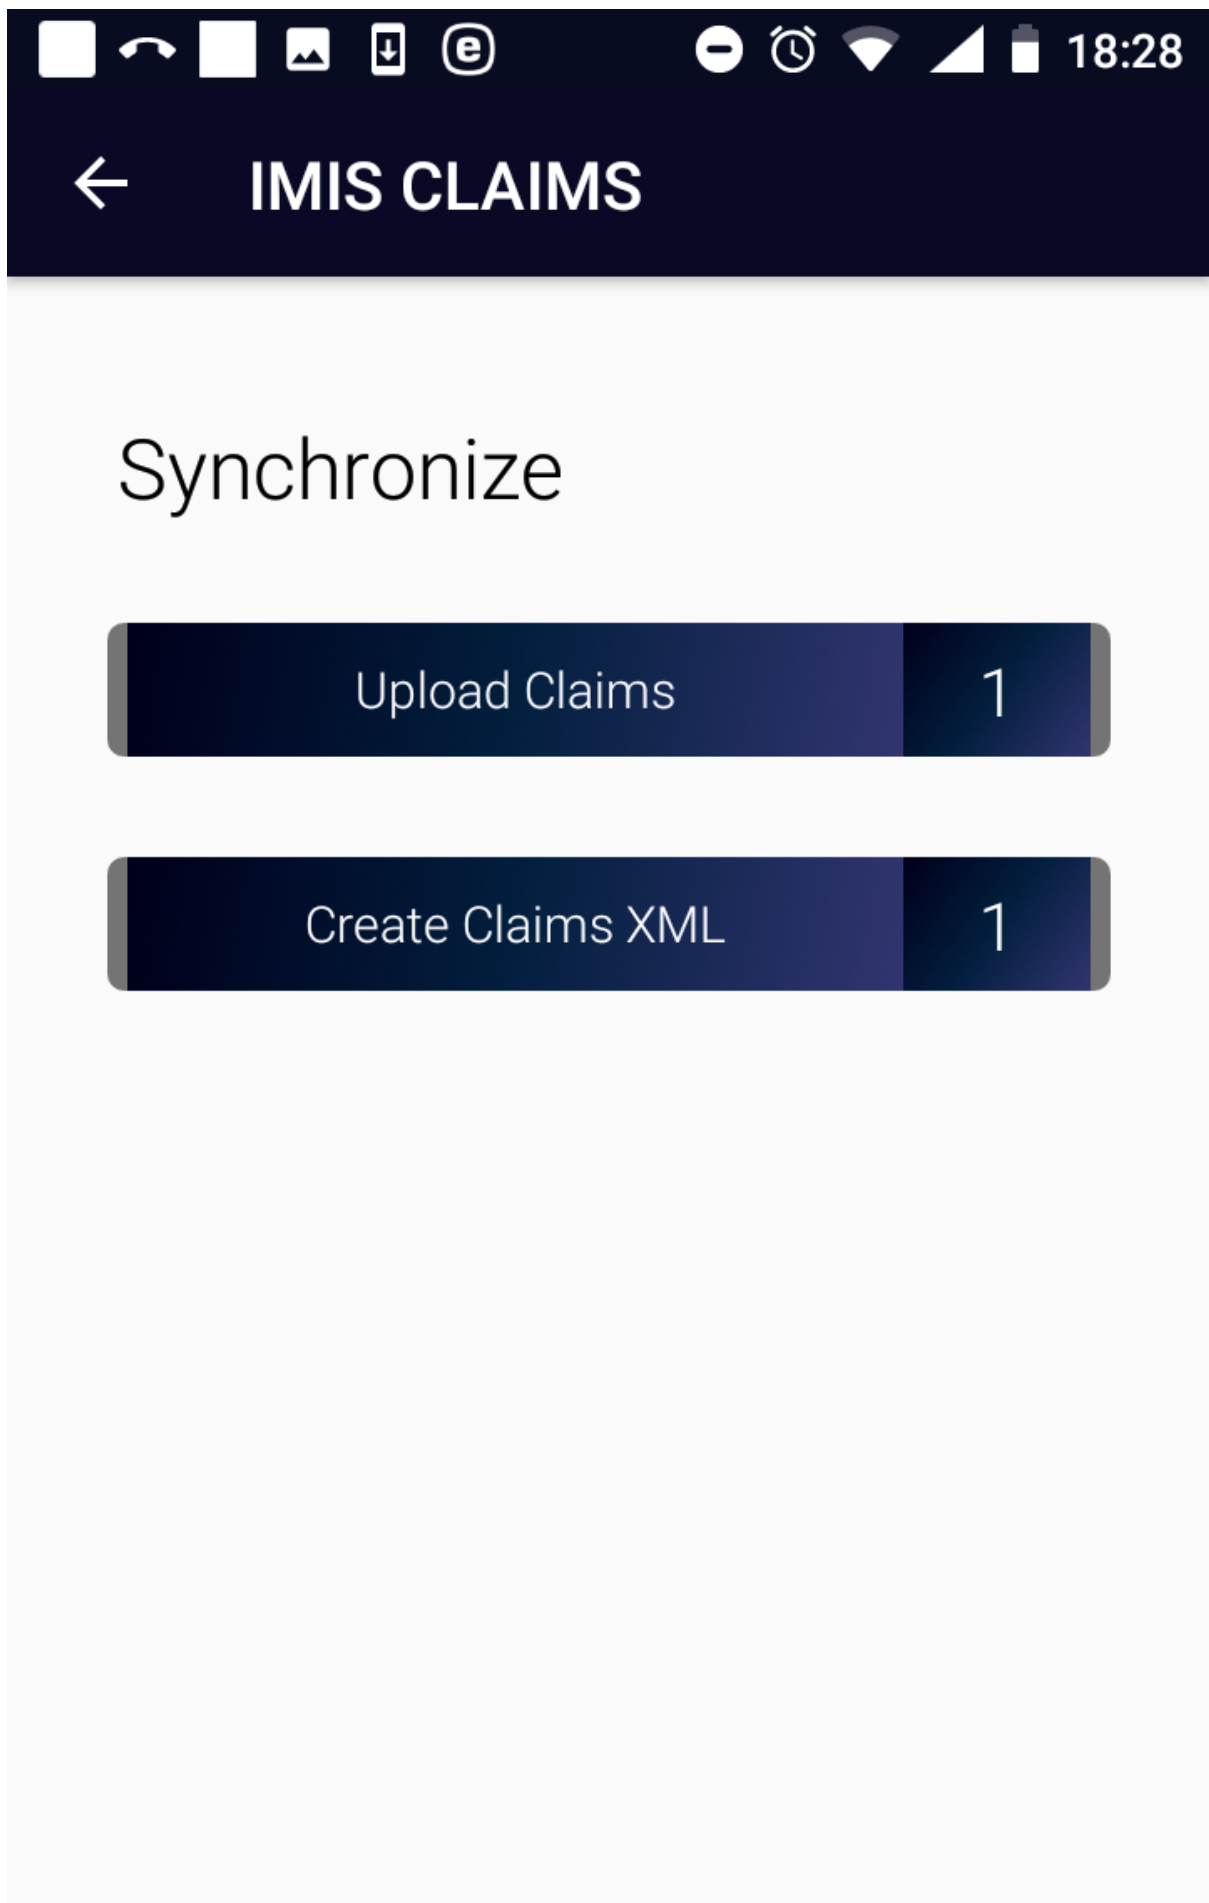 18:28
IMIS CLAIMS
Synchronize
Upload Claims 1
Create Claims XML 1